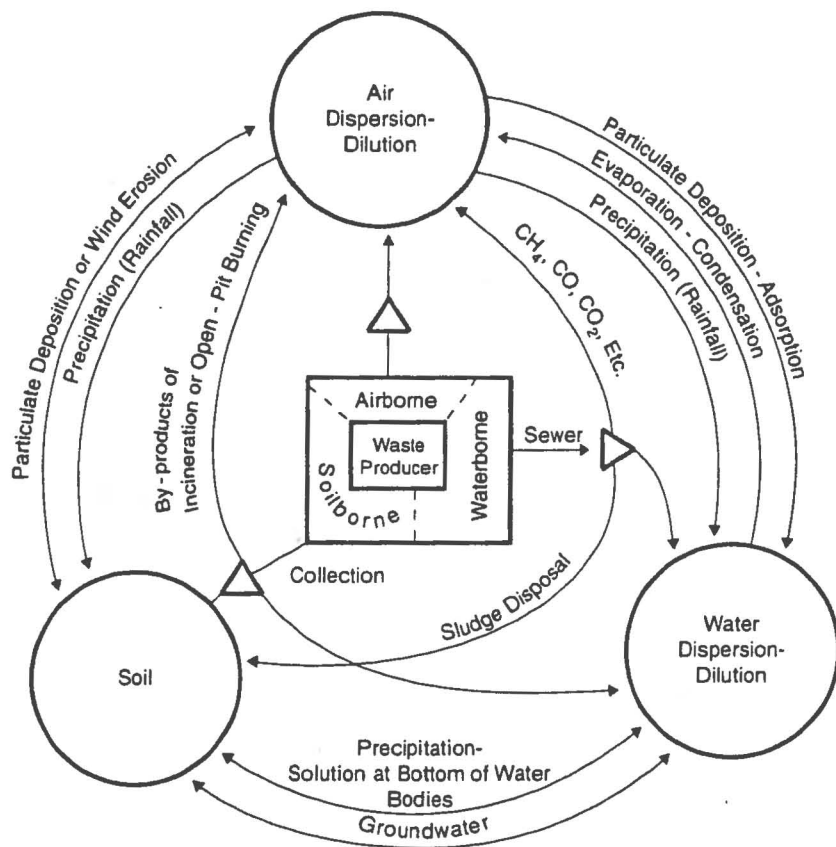 Air
Dispersion-
Dilution
Particulate Deposition or Wind Erosion
Precipitation (Rainfall)
By-products of
Incineration or Open - Pit Burning
CH₄, CO, CO₂, Etc.
Precipitation (Rainfall)
Evaporation - Condensation
Particulate Deposition - Adsorption
Airborne
Waste
Producer
Soilborne
Waterborne
Sewer
Collection
Sludge Disposal
Soil
Water
Dispersion-
Dilution
Precipitation-
Solution at Bottom of Water
Bodies
Groundwater